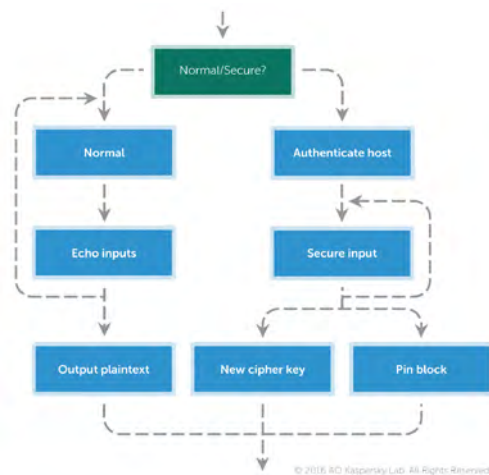 Normal/Secure?
Normal
Authenticate host
Echo inputs
Secure input
Output plaintext
New cipher key
Pin block
© 2016 AO Kaspersky Lab. All Rights Reserved.